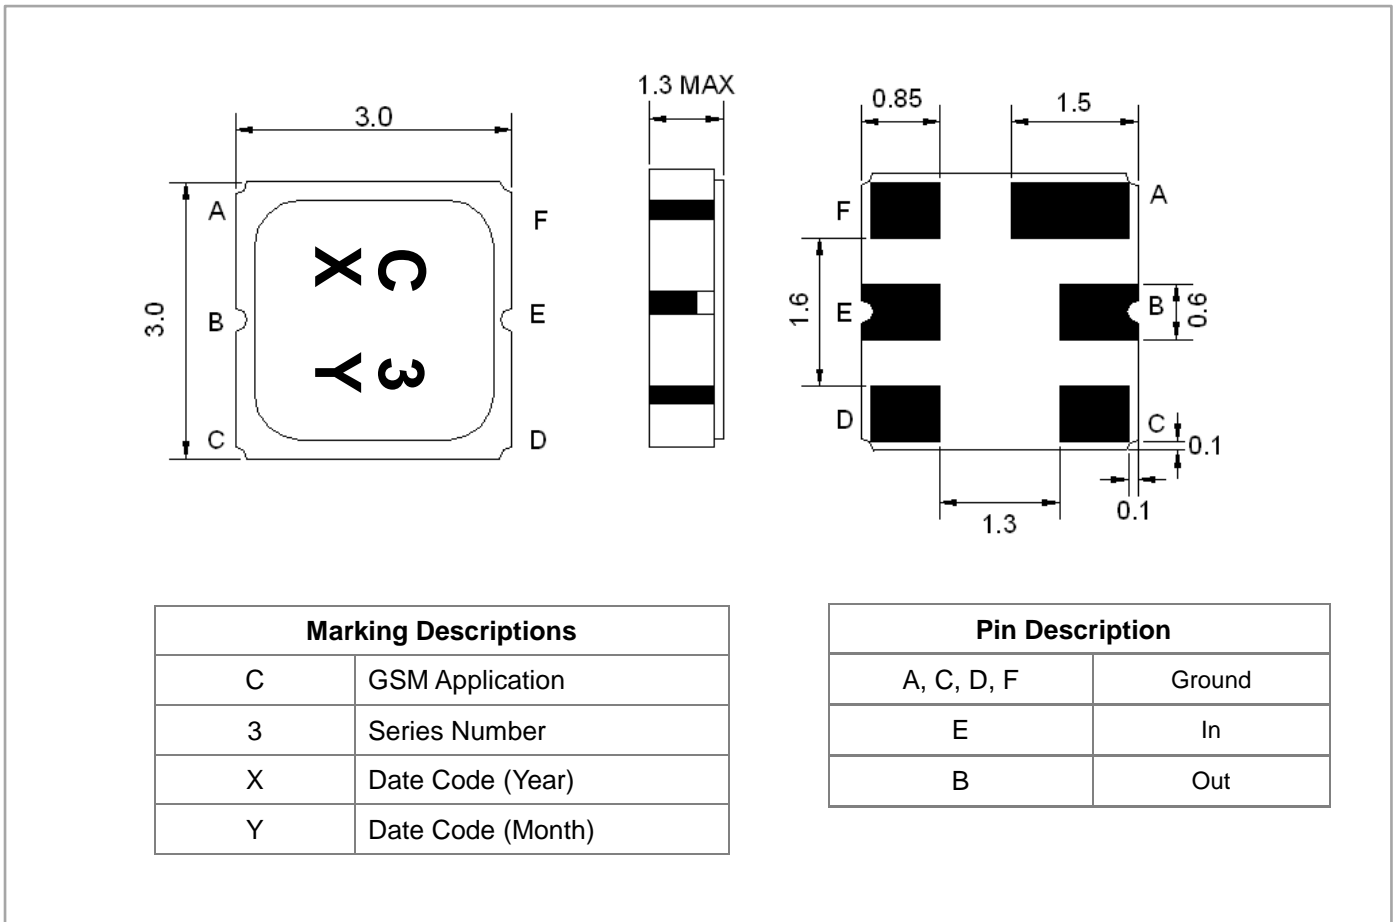 3.0
3.0
A
B
C
F
E
D
C 3
X Y
1.3 MAX
0.85
1.5
F
E
D
A
B
C
1.6
0.6
0.1
0.1
1.3
Marking Descriptions
C GSM Application
3 Series Number
X Date Code (Year)
Y Date Code (Month)
Pin Description
A, C, D, F Ground
E In
B Out